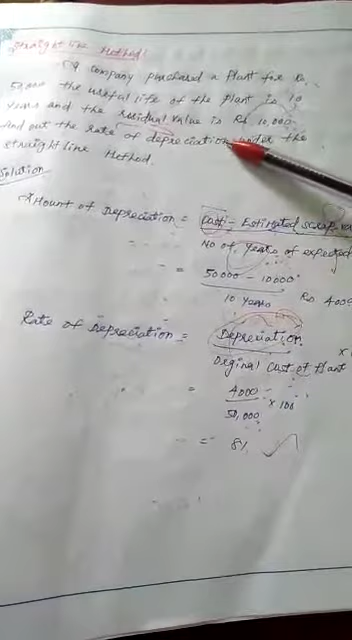 Straight line Method:
A company purchased a plant for Rs
50,000 the useful life of the plant is 10
years and the residual value is Rs 10,000
find out the rate of depreciation under the
straight line Method.
Solution
Amount of Depreciation = Cost - Estimated scrap
No of years of expected
= 50000 - 10000
10 years Rs 4000
Rate of Depreciation = Depreciation
Orginal Cost of Plant ×
= 4000
50,000 × 100
= 8%